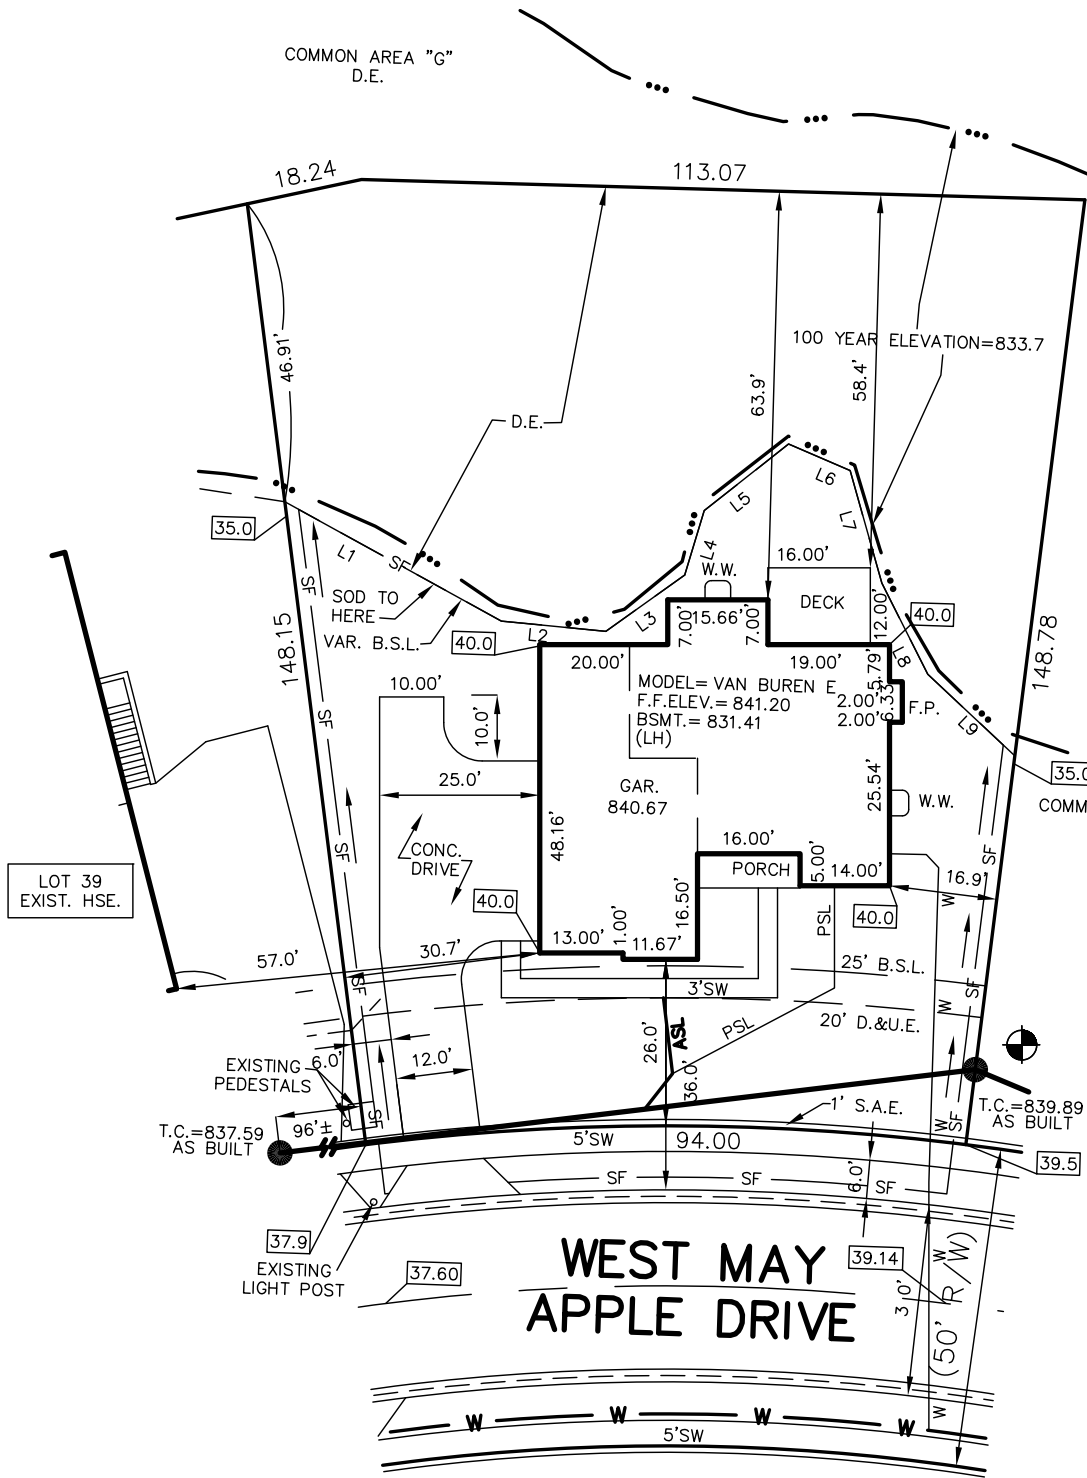 COMMON AREA "G"
D.E.
18.24
113.07
46.91'
100 YEAR ELEVATION=833.7
63.9'
58.4'
D.E.
L5
L6
L7
35.0
L1
SF
L4
16.00'
W.W.
SF
SOD TO
HERE
VAR. B.S.L.
L3
DECK
12.00'
40.0
7.00'
15.66'
7.00'
40.0
L2
L8
148.15
148.78
20.00'
19.00'
5.79'
10.00'
MODEL= VAN BUREN E
F.F.ELEV.= 841.20
BSMT.= 831.41
(LH)
2.00'
6.33'
2.00'
F.P.
L9
SF
10.0'
35.0
25.0'
GAR.
840.67
25.54'
W.W.
COMM
48.16'
CONC.
DRIVE
16.00'
SF
SF
PORCH
5.00'
14.00'
16.9'
LOT 39
EXIST. HSE.
40.0
16.50'
PSL
40.0
W
13.00'
1.00'
11.67'
57.0'
30.7'
25' B.S.L.
SF
3'SW
SF
W
20' D.&U.E.
26.0'
ASL
PSL
EXISTING
PEDESTALS
6.0'
12.0'
36.0'
T.C.=837.59
AS BUILT
96'±
SF
1' S.A.E.
T.C.=839.89
AS BUILT
W
SF
5'SW
94.00
39.5
SF
SF
SF
6.0'
37.9
EXISTING
LIGHT POST
37.60
WEST MAY
APPLE DRIVE
39.14
W
(50' R/W)
W
W
W
W
W
5'SW